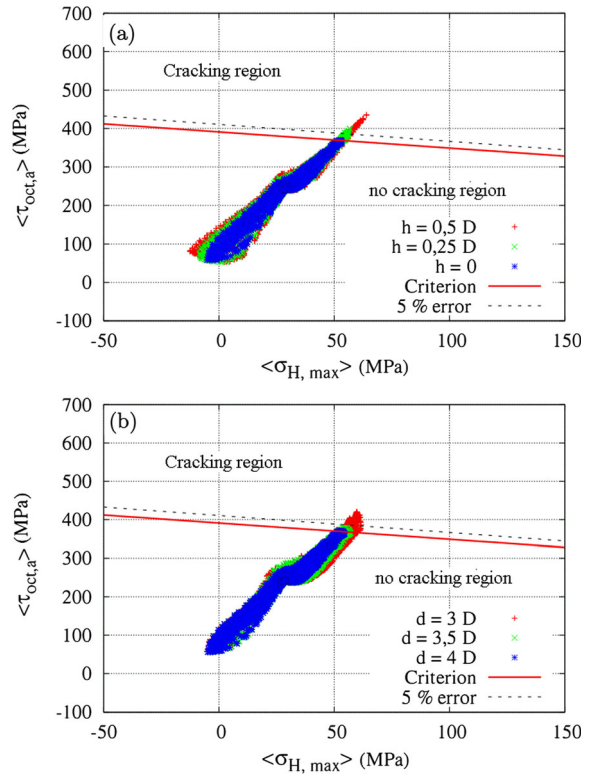 700
(a)
600
Cracking region
500
400
300
200
no cracking region
h = 0,5 D
100
h = 0,25 D
h = 0
0
Criterion
5 % error
-100
-50
0
50
100
150
<τoct,a> (MPa)
<σH, max> (MPa)
700
(b)
600
Cracking region
500
400
300
no cracking region
200
d = 3 D
100
d = 3,5 D
d = 4 D
0
Criterion
5 % error
-100
-50
0
50
100
150
<τoct,a> (MPa)
<σH, max> (MPa)